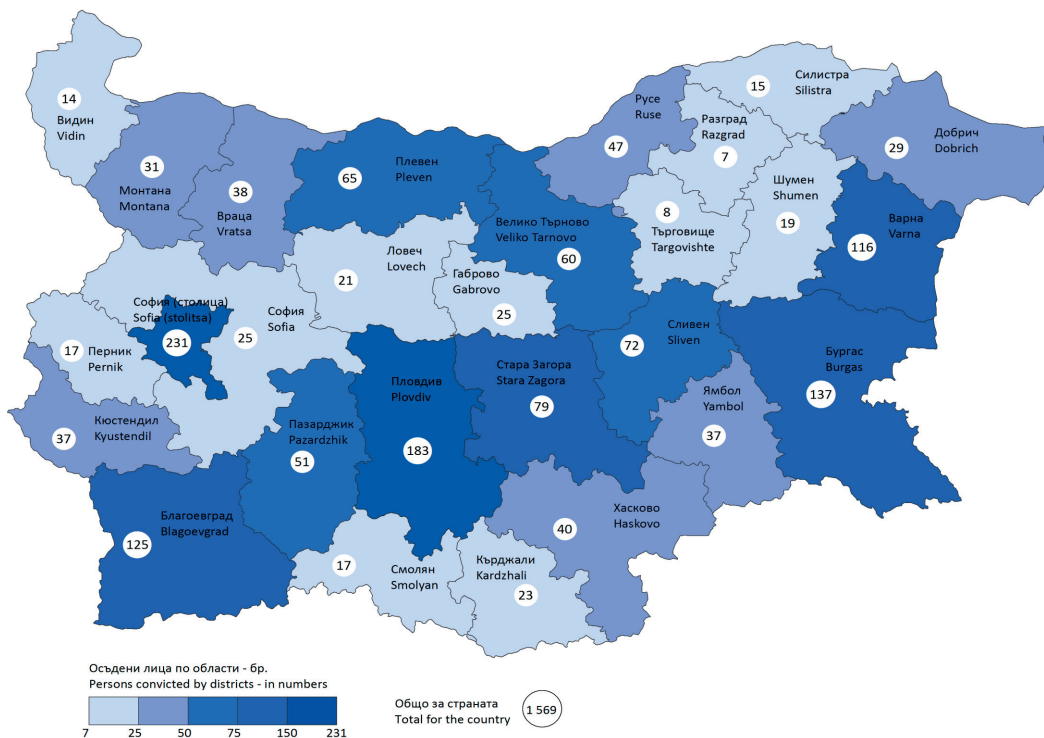 14
Видин
Vidin
31
Монтана
Montana
38
Враца
Vratsa
65
Плевен
Pleven
Велико Търново
Veliko Tarnovo
60
Русе
Ruse
47
Силистра
Silistra
15
Разград
Razgrad
7
Добрич
Dobrich
29
Шумен
Shumen
19
8
Търговище
Targovishte
Варна
Varna
116
Ловеч
Lovech
21
Габрово
Gabrovo
25
София (столица)
Sofia (stolitsa)
231
София
Sofia
25
17
Перник
Pernik
Кюстендил
Kyustendil
37
Пазарджик
Pazardzhik
51
Пловдив
Plovdiv
183
Стара Загора
Stara Zagora
79
Сливен
Sliven
72
Ямбол
Yambol
37
Бургас
Burgas
137
Благоевград
Blagoevgrad
125
17
Смолян
Smolyan
Кърджали
Kardzhali
23
Хасково
Haskovo
40
Осъдени лица по области - бр.
Persons convicted by districts - in numbers
7 25 50 75 150 231
Общо за страната
Total for the country
1 569